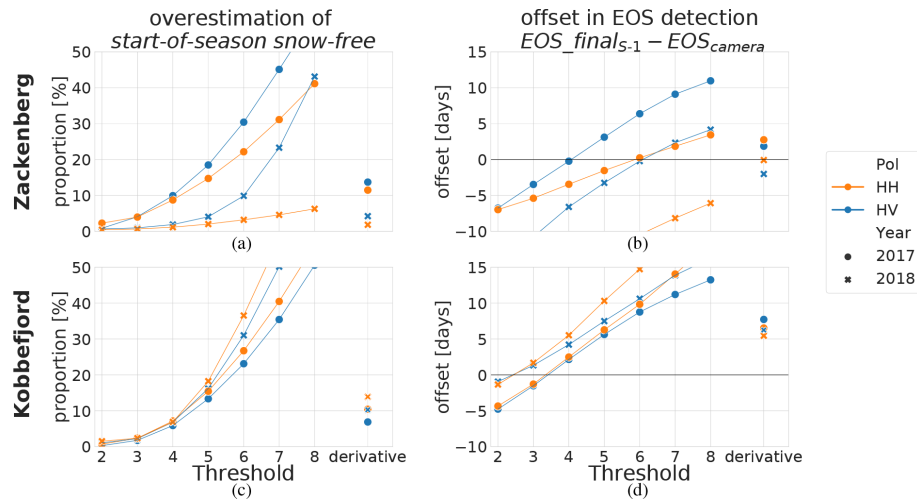 overestimation of
start-of-season snow-free
offset in EOS detection
EOS_final_S-1 − EOS_camera
Zackenberg
proportion [%]
50
40
30
20
10
0
(a)
offset [days]
15
10
5
0
−5
−10
(b)
Pol
HH
HV
Year
2017
2018
Kobbefjord
proportion [%]
50
40
30
20
10
0
2 3 4 5 6 7 8 derivative
Threshold
(c)
offset [days]
15
10
5
0
−5
−10
2 3 4 5 6 7 8 derivative
Threshold
(d)